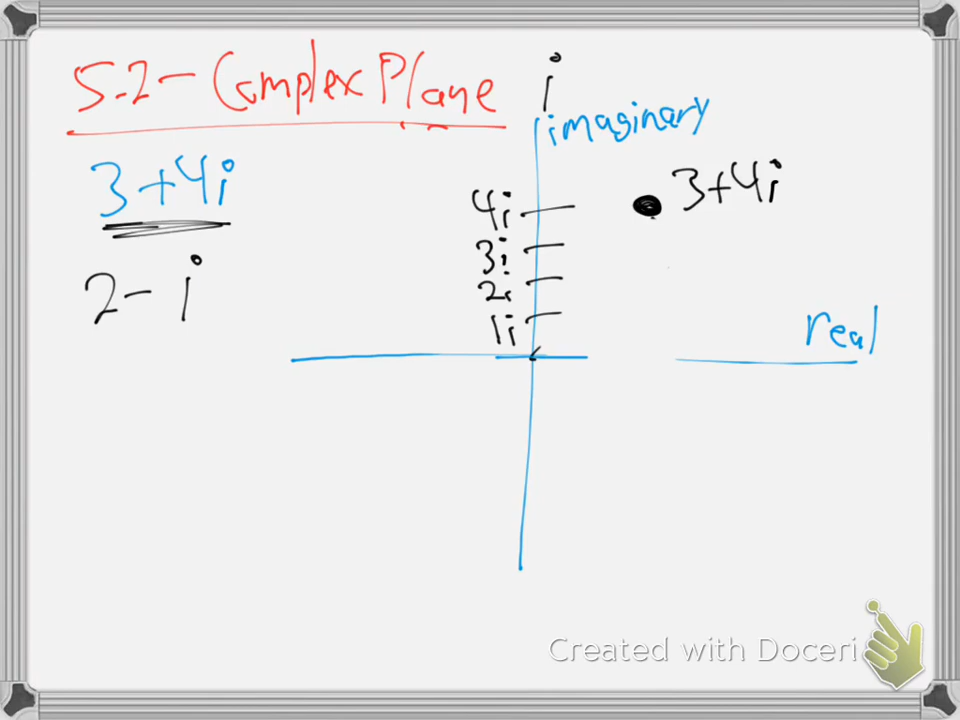 5.2 - Complex Plane
i
imaginary
3+4i
3+4i
4i
3i
2i
2 - i
1i
real
Created with Doceri